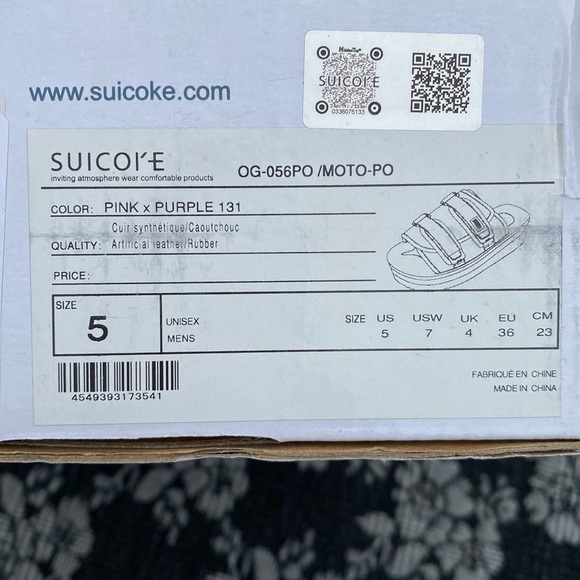 www.suicoke.com
HiddenTag
SUICOKE
0336075133
SUICOKE
inviting atmosphere wear comfortable products
OG-056PO /MOTO-PO
COLOR: PINK x PURPLE 131
Cuir synthétique/Caoutchouc
QUALITY: Artificial leather/Rubber
PRICE:
SIZE
5
UNISEX
MENS
SIZE US USW UK EU CM
5 7 4 36 23
4549393173541
FABRIQUÉ EN CHINE
MADE IN CHINA